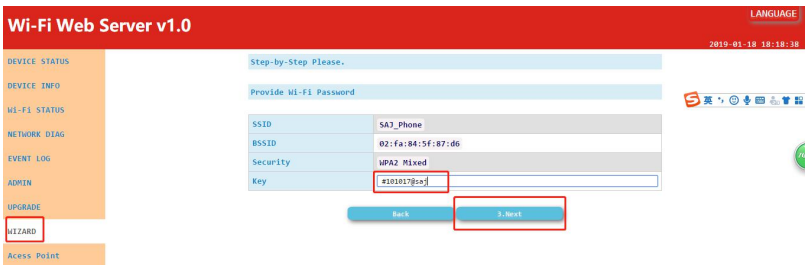 LANGUAGE
Wi-Fi Web Server v1.0
2019-01-18 18:18:38
DEVICE STATUS
DEVICE INFO
Wi-Fi STATUS
NETWORK DIAG
EVENT LOG
ADMIN
UPGRADE
WIZARD
Acess Point
Step-by-Step Please.
Provide Wi-Fi Password
SSID SAJ_Phone
BSSID 02:fa:84:5f:87:d6
Security WPA2 Mixed
Key #101017@saj
Back 3.Next
S 英